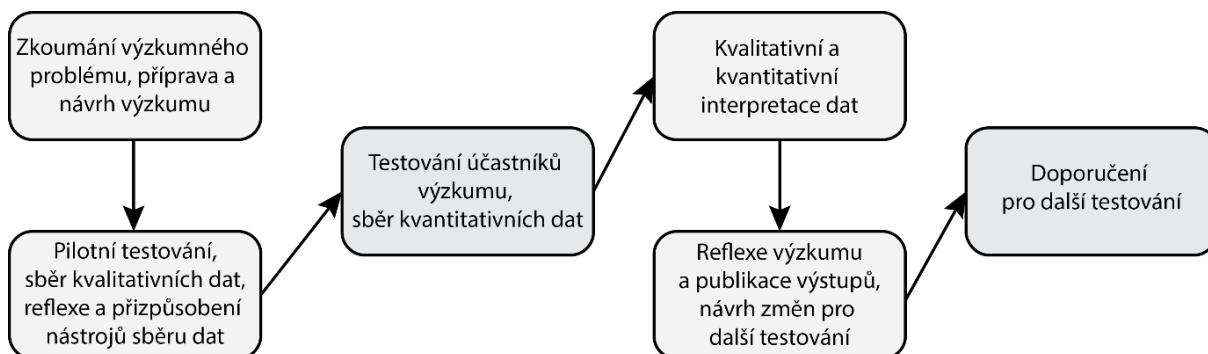 Zkoumání výzkumného
problému, příprava a
návrh výzkumu
Pilotní testování,
sběr kvalitativních dat,
reflexe a přizpůsobení
nástrojů sběru dat
Testování účastníků
výzkumu,
sběr kvantitativních dat
Kvalitativní a
kvantitativní
interpretace dat
Reflexe výzkumu
a publikace výstupů,
návrh změn pro
další testování
Doporučení
pro další testování